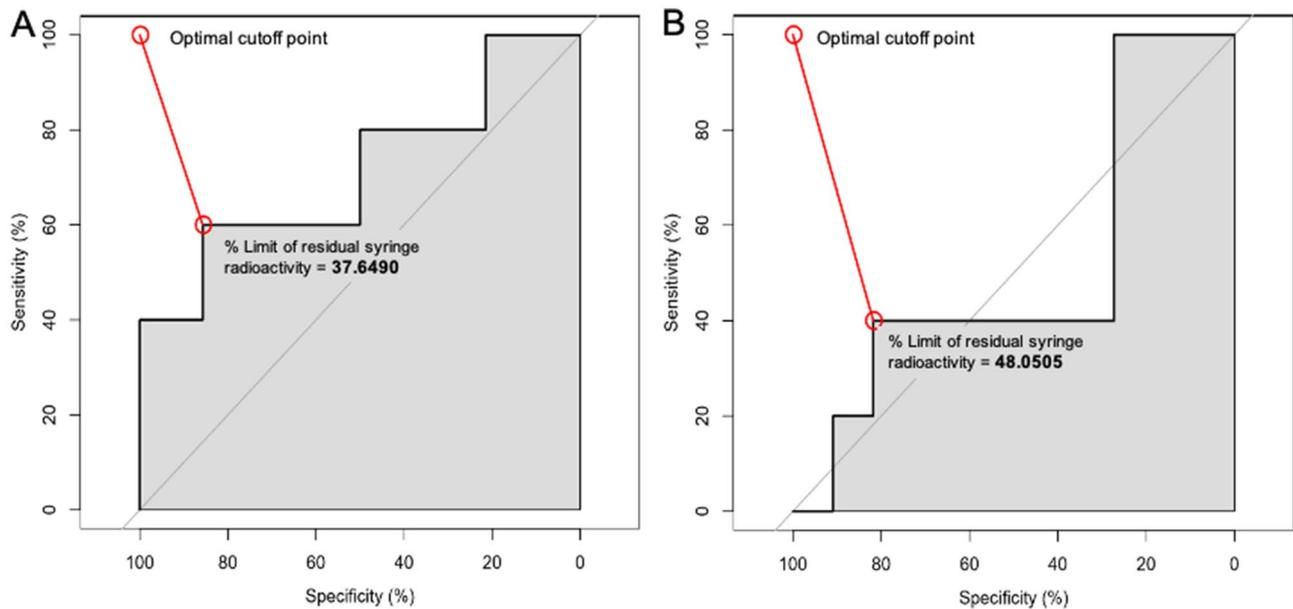 A
Optimal cutoff point
100
80
60
40
20
0
Sensitivity (%)
% Limit of residual syringe
radioactivity = 37.6490
100 80 60 40 20 0
Specificity (%)
B
Optimal cutoff point
100
80
60
40
20
0
Sensitivity (%)
% Limit of residual syringe
radioactivity = 48.0505
100 80 60 40 20 0
Specificity (%)